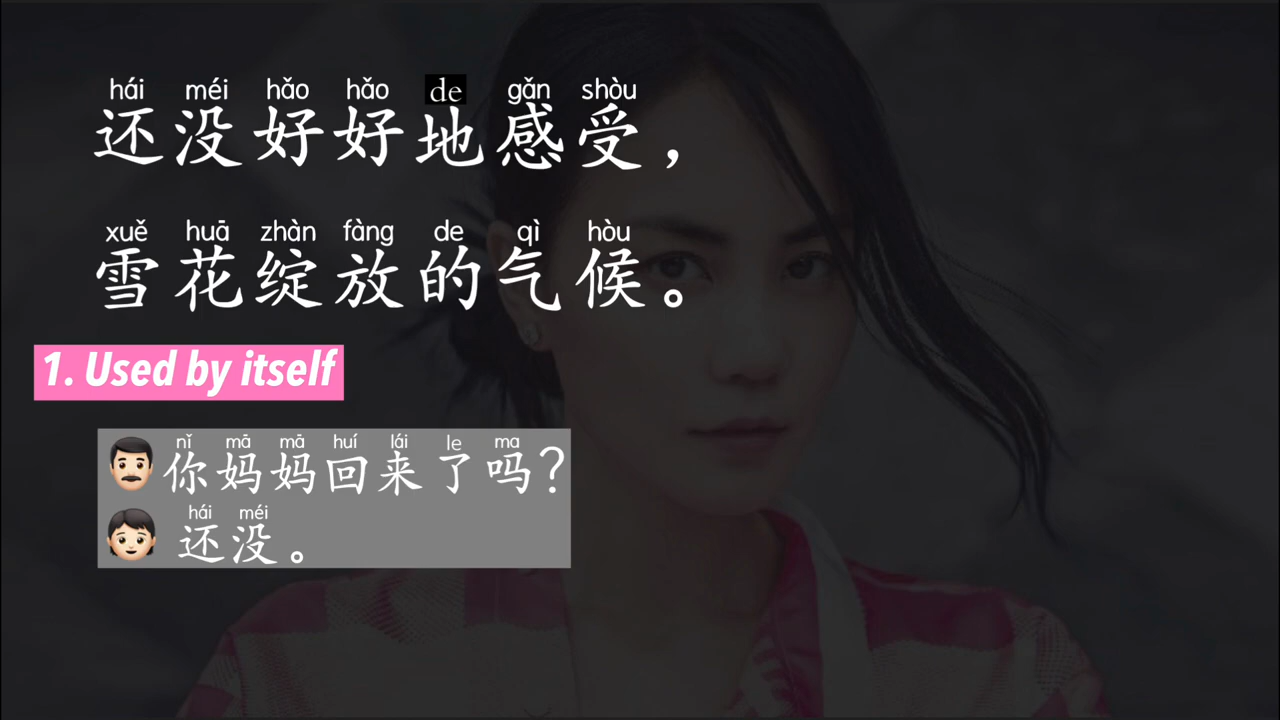 hái méi hǎo hǎo de gǎn shòu
还没好好地感受，
xuě huā zhàn fàng de qì hòu
雪花绽放的气候。
1. Used by itself
nǐ mā mā huí lái le ma
你妈妈回来了吗？
hái méi
还没。